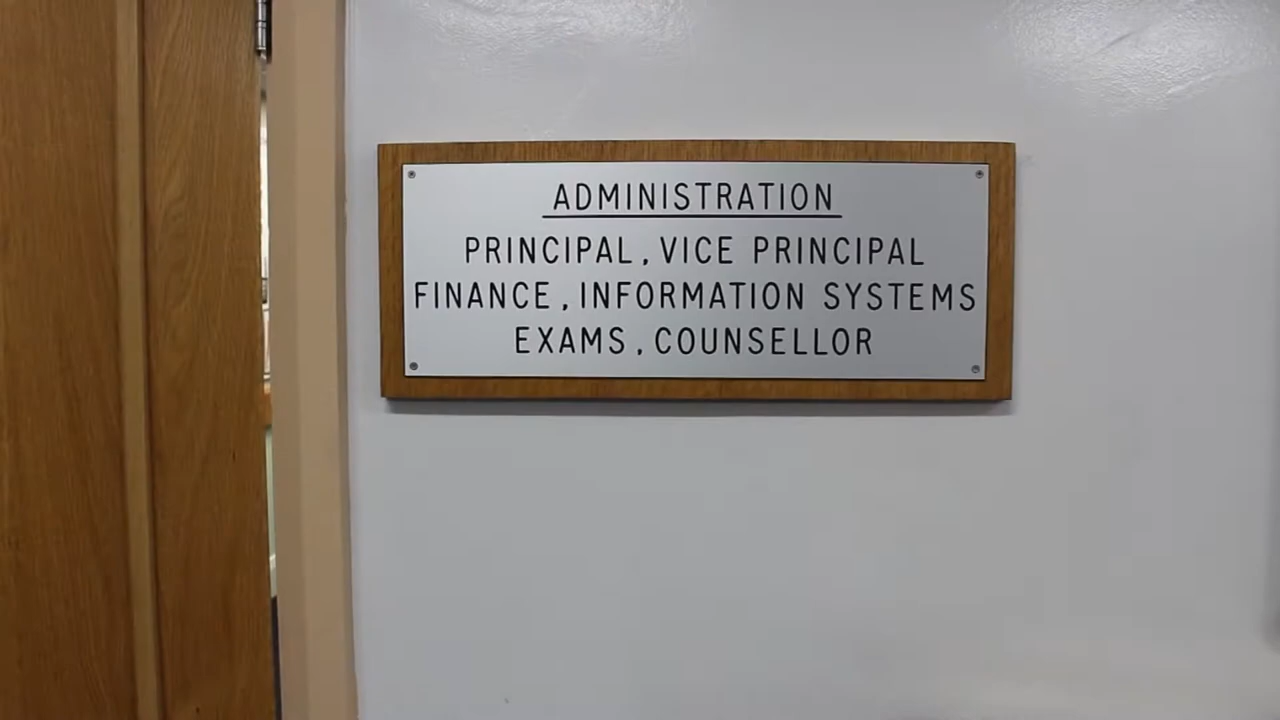 ADMINISTRATION
PRINCIPAL, VICE PRINCIPAL
FINANCE, INFORMATION SYSTEMS
EXAMS, COUNSELLOR